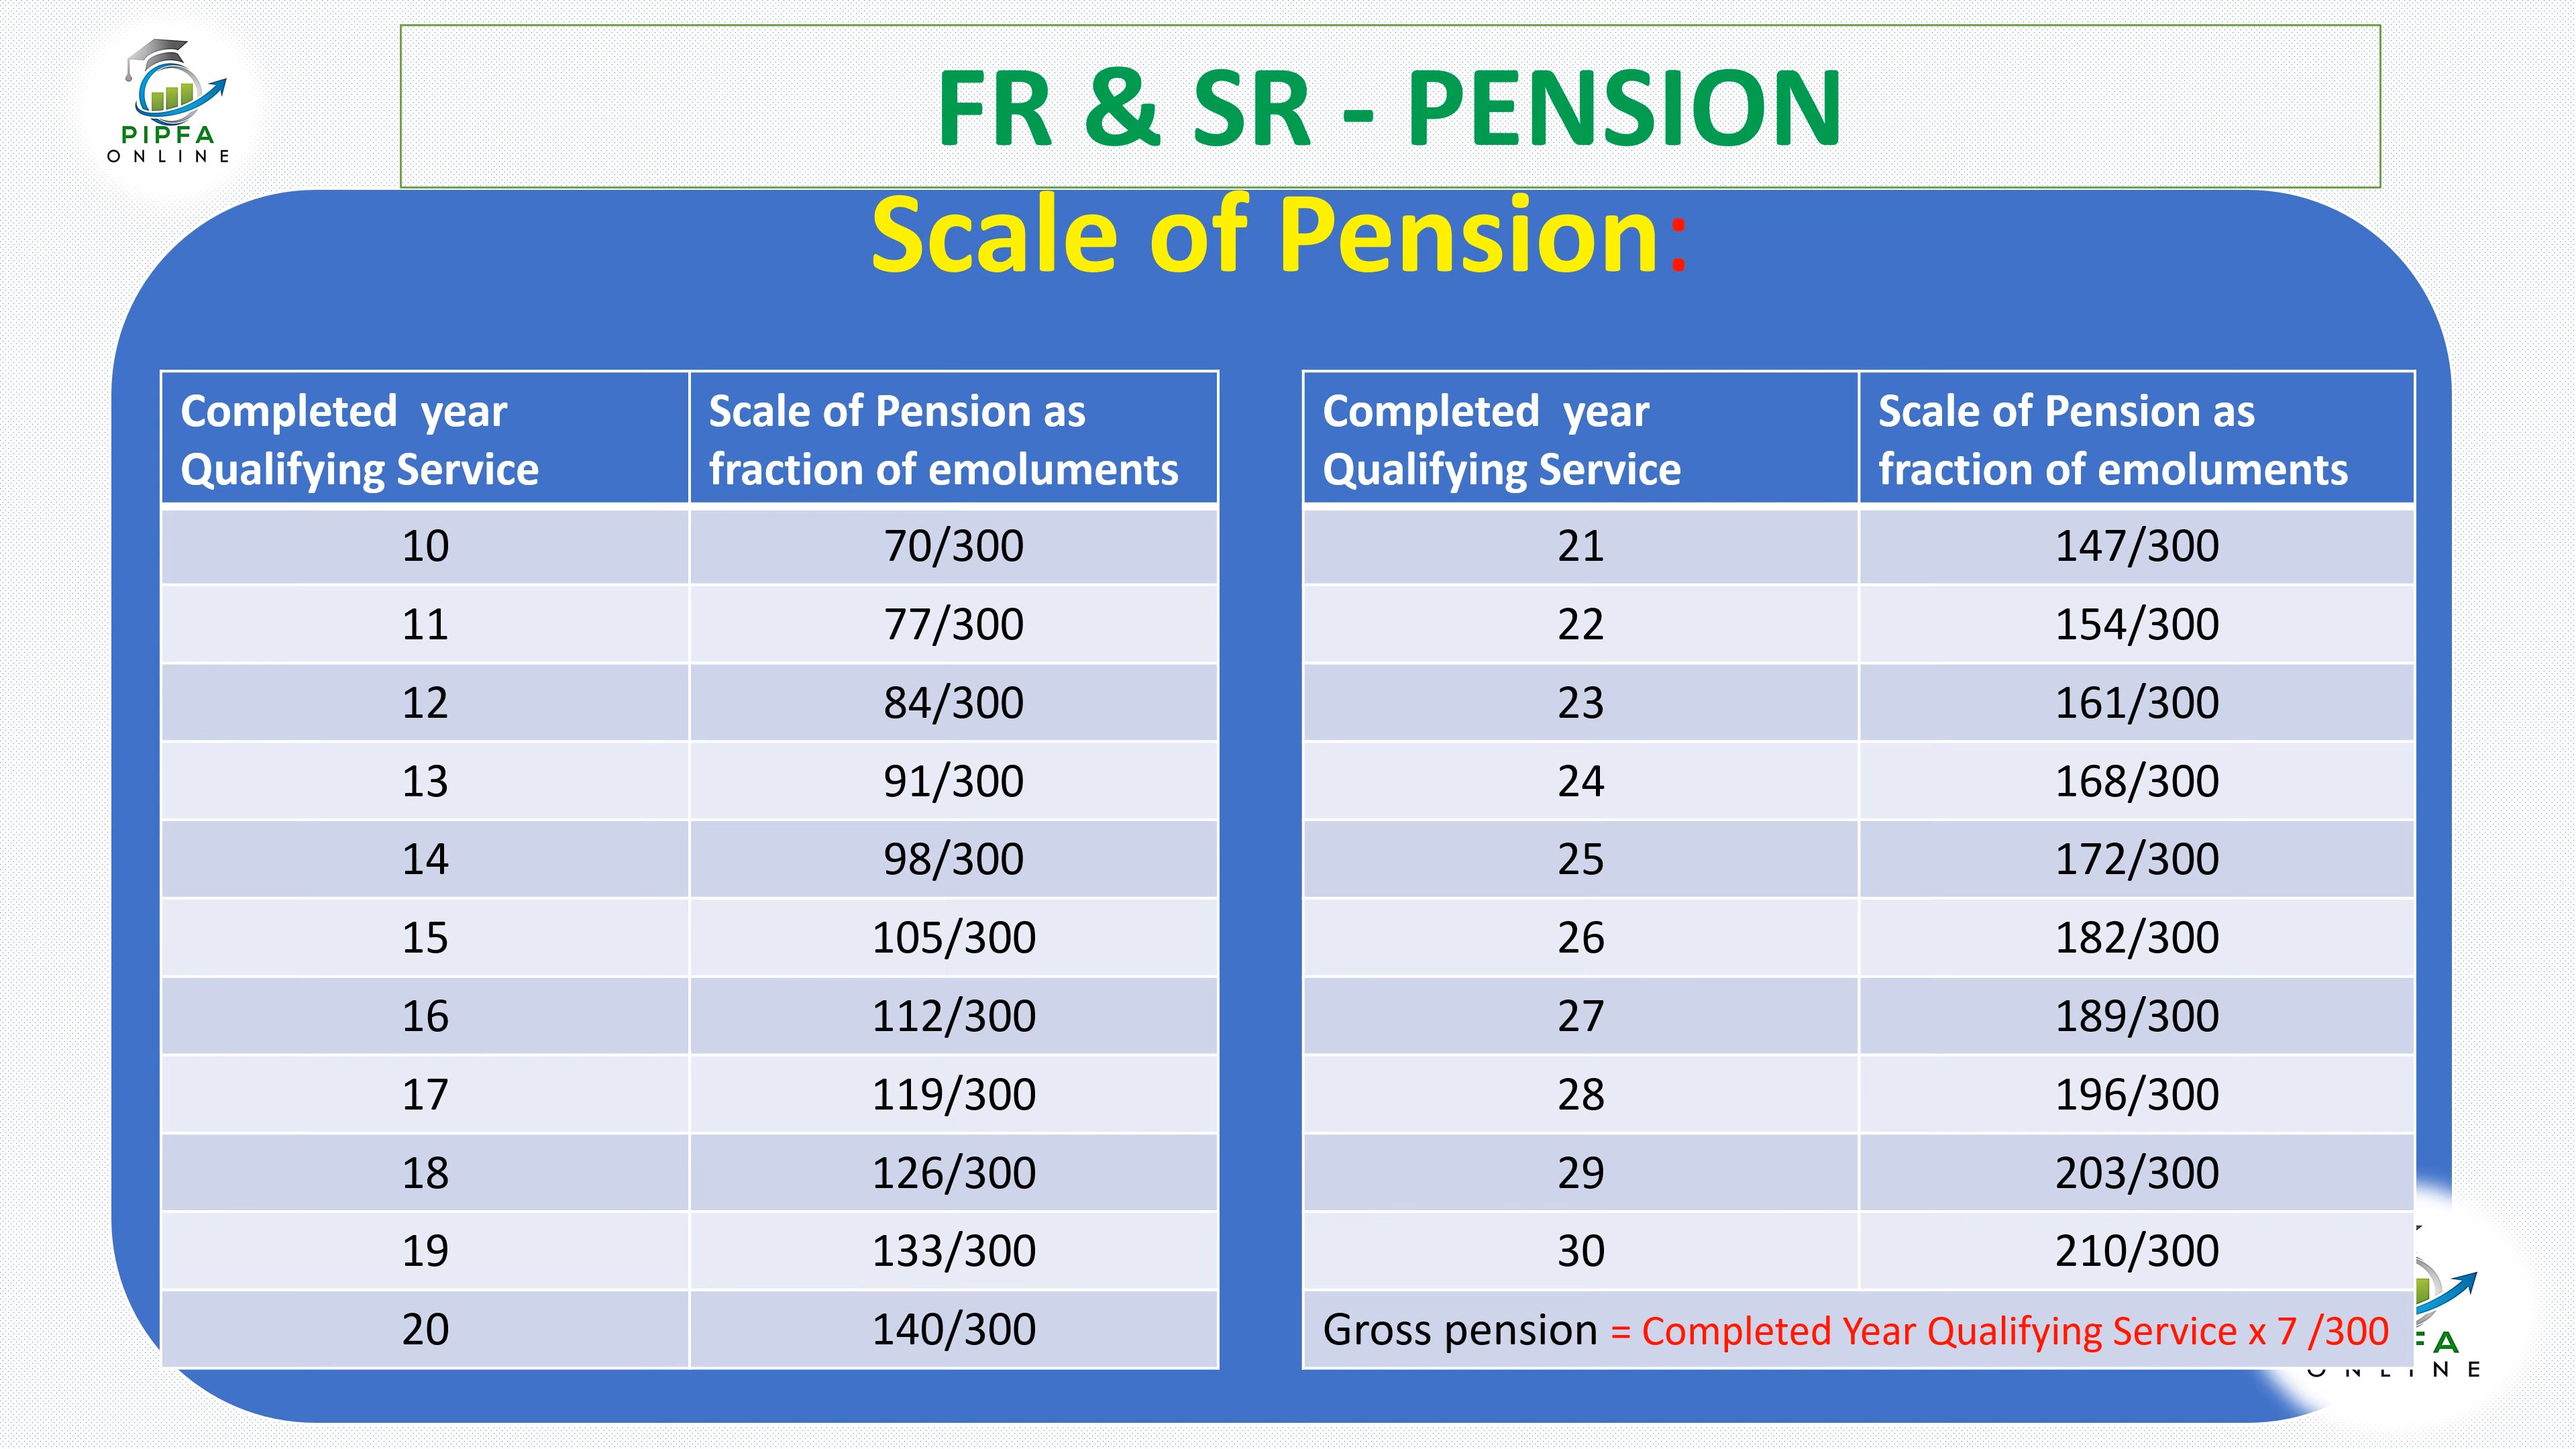 PIPFA
ONLINE
FR & SR - PENSION
Scale of Pension:
Completed year
Qualifying Service
Scale of Pension as
fraction of emoluments
10 70/300
11 77/300
12 84/300
13 91/300
14 98/300
15 105/300
16 112/300
17 119/300
18 126/300
19 133/300
20 140/300
Completed year
Qualifying Service
Scale of Pension as
fraction of emoluments
21 147/300
22 154/300
23 161/300
24 168/300
25 172/300
26 182/300
27 189/300
28 196/300
29 203/300
30 210/300
Gross pension = Completed Year Qualifying Service x 7 /300
FA
ONLINE